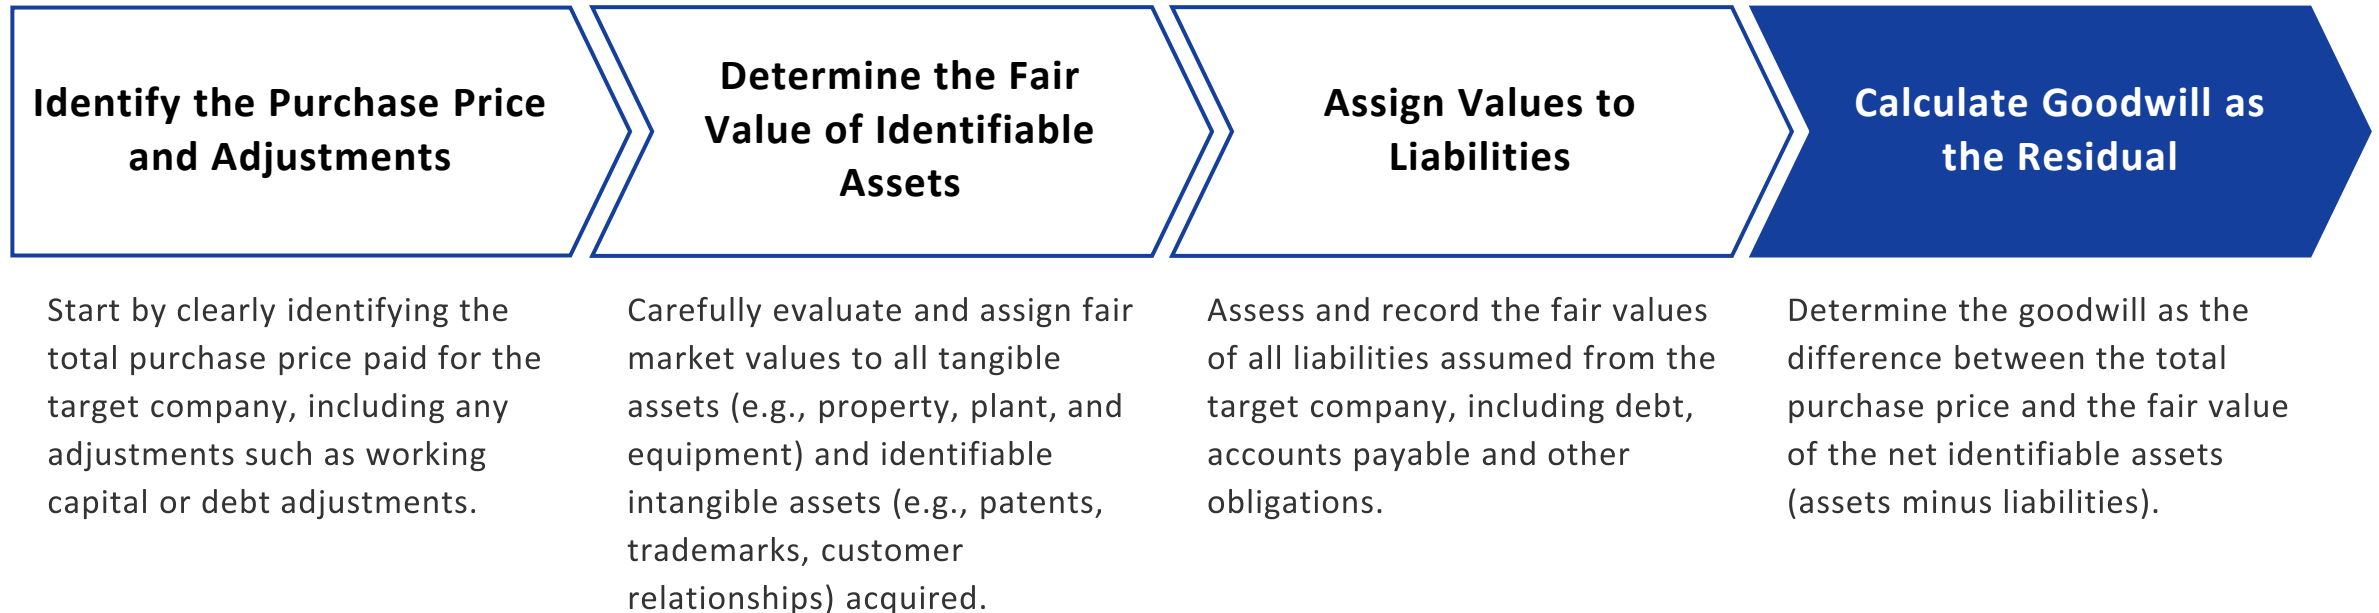 Identify the Purchase Price
and Adjustments
Start by clearly identifying the
total purchase price paid for the
target company, including any
adjustments such as working
capital or debt adjustments.
Determine the Fair
Value of Identifiable
Assets
Carefully evaluate and assign fair
market values to all tangible
assets (e.g., property, plant, and
equipment) and identifiable
intangible assets (e.g., patents,
trademarks, customer
relationships) acquired.
Assign Values to
Liabilities
Assess and record the fair values
of all liabilities assumed from the
target company, including debt,
accounts payable and other
obligations.
Calculate Goodwill as
the Residual
Determine the goodwill as the
difference between the total
purchase price and the fair value
of the net identifiable assets
(assets minus liabilities).